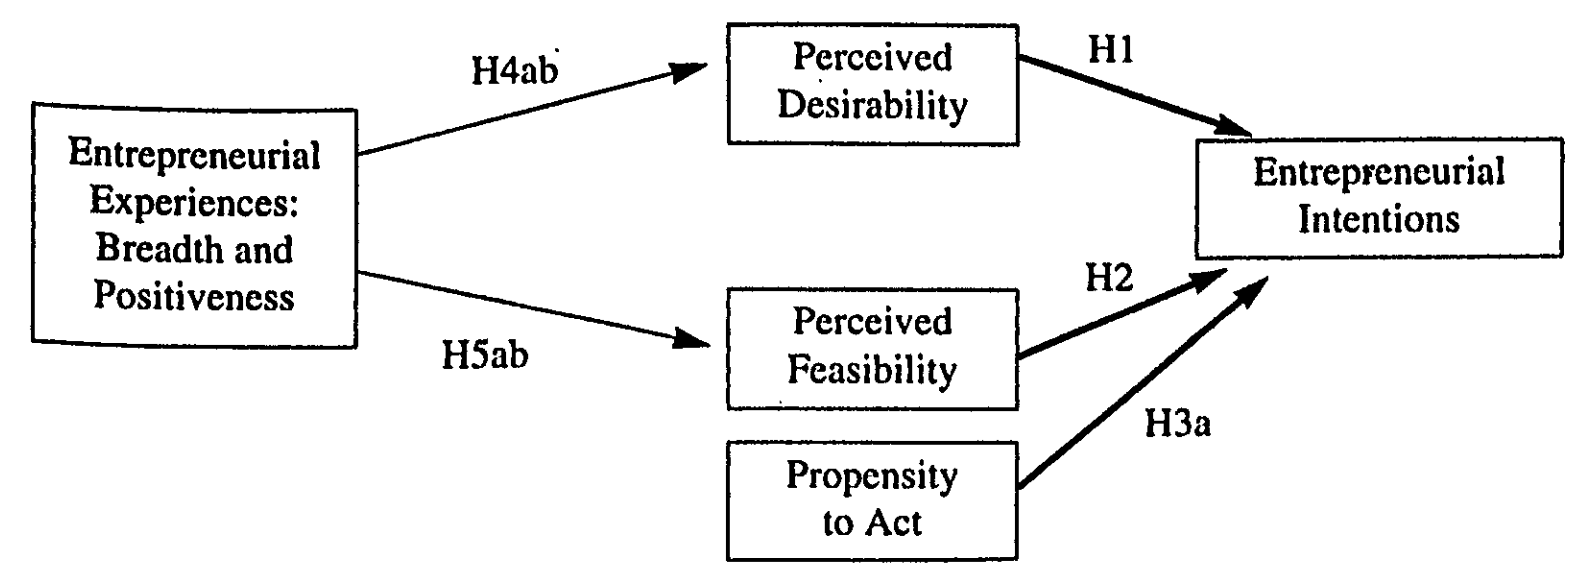 H4ab
Entrepreneurial
Experiences:
Breadth and
Positiveness
H5ab
Perceived
Desirability
H1
Entrepreneurial
Intentions
Perceived
Feasibility
H2
Propensity
to Act
H3a